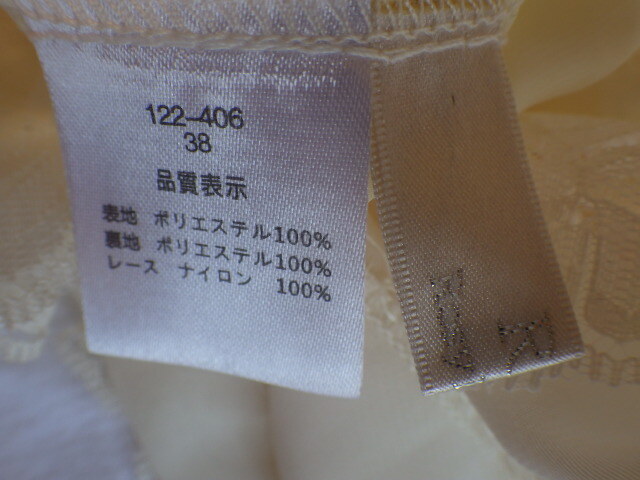 122-406
38
品質表示
表地 ポリエステル100%
裏地 ポリエステル100%
レース ナイロン 100%